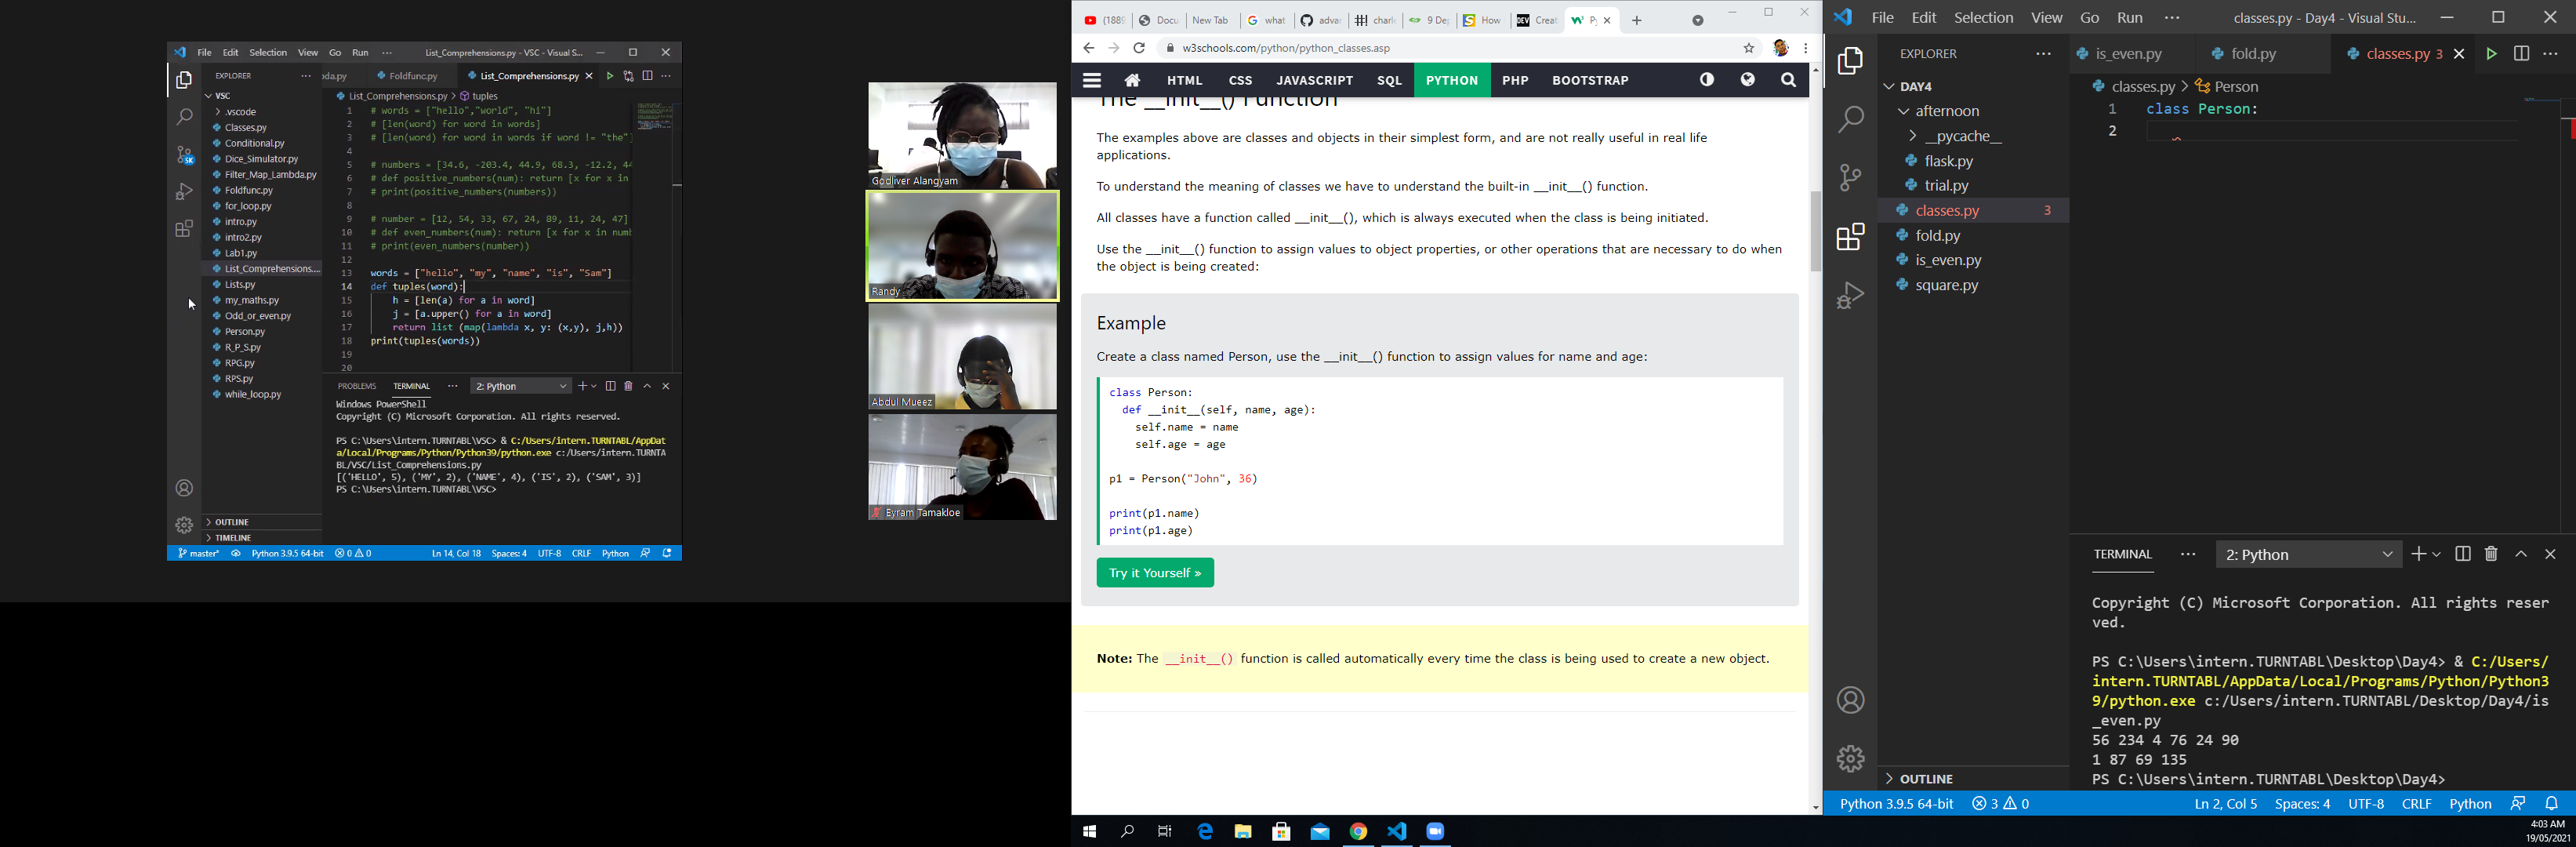 File Edit Selection View Go Run ··· List_Comprehensions.py - VSC - Visual S...
EXPLORER ···
VSC
.vscode
Classes.py
Conditional.py
Dice_Simulator.py
Filter_Map_Lambda.py
Foldfunc.py
for_loop.py
intro.py
intro2.py
Lab1.py
List_Comprehensions....
Lists.py
my_maths.py
Odd_or_even.py
Person.py
R_P_S.py
RPG.py
RPS.py
while_loop.py
OUTLINE
TIMELINE
oda.py Foldfunc.py List_Comprehensions.py
List_Comprehensions.py > tuples
1 # words = ["hello","world", "hi"]
2 # [len(word) for word in words]
3 # [len(word) for word in words if word != "the"]
4
5 # numbers = [34.6, -203.4, 44.9, 68.3, -12.2, 44
6 # def positive_numbers(num): return [x for x in
7 # print(positive_numbers(numbers))
8
9 # number = [12, 54, 33, 67, 24, 89, 11, 24, 47]
10 # def even_numbers(num): return [x for x in numb
11 # print(even_numbers(number))
12
13 words = ["hello", "my", "name", "is", "Sam"]
14 def tuples(word):
15 h = [len(a) for a in word]
16 j = [a.upper() for a in word]
17 return list (map(lambda x, y: (x,y), j,h))
18 print(tuples(words))
19
20
PROBLEMS TERMINAL ··· 2: Python
Windows PowerShell
Copyright (C) Microsoft Corporation. All rights reserved.
PS C:\Users\intern.TURNTABL\VSC> & C:/Users/intern.TURNTABL/AppDat
a/Local/Programs/Python/Python39/python.exe c:/Users/intern.TURNTA
BL/VSC/List_Comprehensions.py
[('HELLO', 5), ('MY', 2), ('NAME', 4), ('IS', 2), ('SAM', 3)]
PS C:\Users\intern.TURNTABL\VSC>
master* Python 3.9.5 64-bit 0 0 Ln 14, Col 18 Spaces: 4 UTF-8 CRLF Python
Godliver Alangyam
Randy
Abdul Mueez
Eyram Tamakloe
(1889 Docu New Tab what adva charl 9 Dep How Creat Py
w3schools.com/python/python_classes.asp
HTML CSS JAVASCRIPT SQL PYTHON PHP BOOTSTRAP
The __init__() Function
The examples above are classes and objects in their simplest form, and are not really useful in real life
applications.
To understand the meaning of classes we have to understand the built-in __init__() function.
All classes have a function called __init__(), which is always executed when the class is being initiated.
Use the __init__() function to assign values to object properties, or other operations that are necessary to do when
the object is being created:
Example
Create a class named Person, use the __init__() function to assign values for name and age:
class Person:
def __init__(self, name, age):
self.name = name
self.age = age
p1 = Person("John", 36)
print(p1.name)
print(p1.age)
Try it Yourself »
Note: The __init__() function is called automatically every time the class is being used to create a new object.
File Edit Selection View Go Run ··· classes.py - Day4 - Visual Stu...
EXPLORER ···
DAY4
afternoon
__pycache__
flask.py
trial.py
classes.py 3
fold.py
is_even.py
square.py
OUTLINE
is_even.py fold.py classes.py 3
classes.py > Person
1 class Person:
2
TERMINAL ··· 2: Python
Copyright (C) Microsoft Corporation. All rights reser
ved.
PS C:\Users\intern.TURNTABL\Desktop\Day4> & C:/Users/
intern.TURNTABL/AppData/Local/Programs/Python/Python3
9/python.exe c:/Users/intern.TURNTABL/Desktop/Day4/is
_even.py
56 234 4 76 24 90
1 87 69 135
PS C:\Users\intern.TURNTABL\Desktop\Day4>
Python 3.9.5 64-bit 3 0 Ln 2, Col 5 Spaces: 4 UTF-8 CRLF Python
4:03 AM
19/05/2021